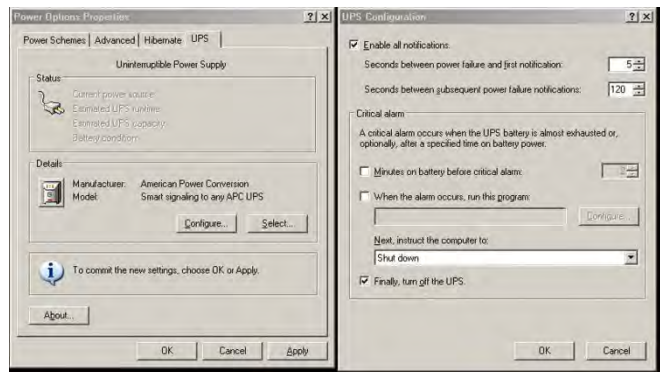 Power Options Properties
Power Schemes
Advanced
Hibernate
UPS
Uninterruptible Power Supply
Status
Current power source:
Estimated UPS runtime:
Estimated UPS capacity:
Battery condition:
Details
Manufacturer: American Power Conversion
Model: Smart signaling to any APC UPS
Configure...
Select...
To commit the new settings, choose OK or Apply.
About...
OK
Cancel
Apply
UPS Configuration
Enable all notifications
Seconds between power failure and first notification: 5
Seconds between subsequent power failure notifications: 120
Critical alarm
A critical alarm occurs when the UPS battery is almost exhausted or,
optionally, after a specified time on battery power.
Minutes on battery before critical alarm: 2
When the alarm occurs, run this program:
Configure...
Next, instruct the computer to:
Shut down
Finally, turn off the UPS.
OK
Cancel